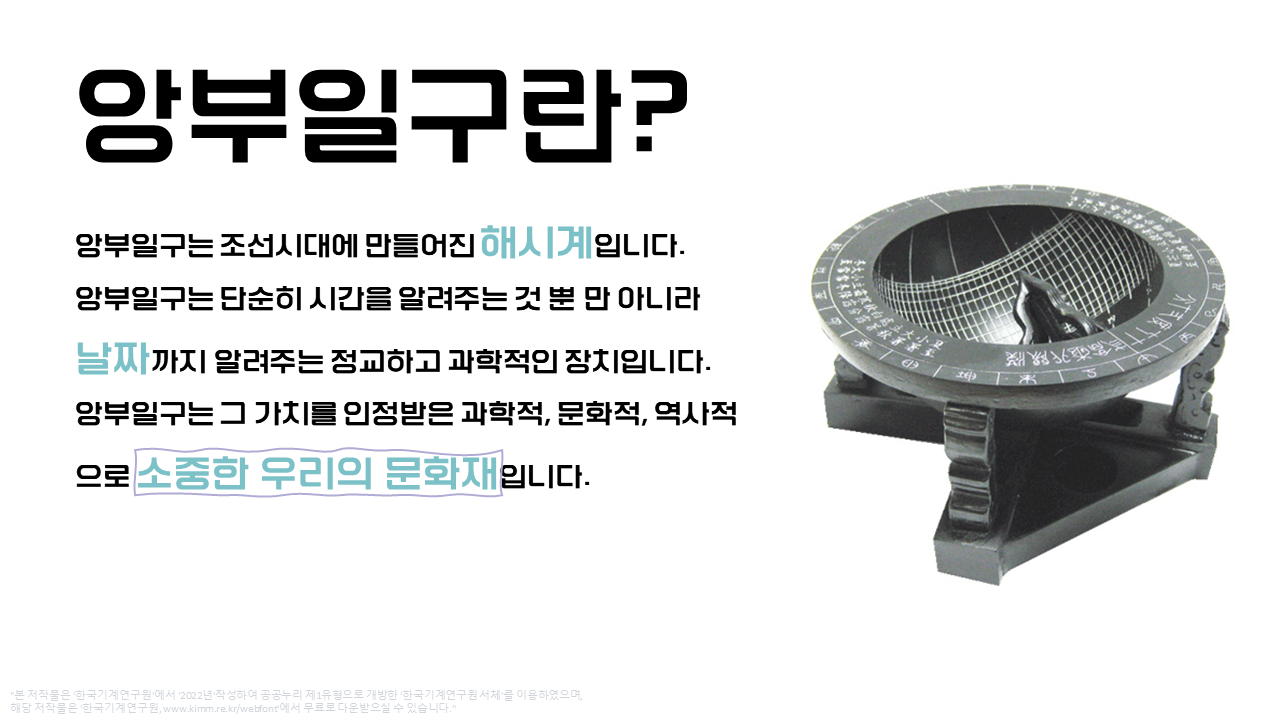 앙부일구란?
앙부일구는 조선시대에 만들어진 해시계입니다.
앙부일구는 단순히 시간을 알려주는 것 뿐 만 아니라
날짜까지 알려주는 정교하고 과학적인 장치입니다.
앙부일구는 그 가치를 인정받은 과학적, 문화적, 역사적
으로 소중한 우리의 문화재입니다.
"본 저작물은 '한국기계연구원'에서 '2022년'작성하여 공공누리 제1유형으로 개방한 '한국기계연구원 서체'를 이용하였으며,
해당 저작물은 '한국기계연구원, www.kimm.re.kr/webfont'에서 무료로 다운받으실 수 있습니다."